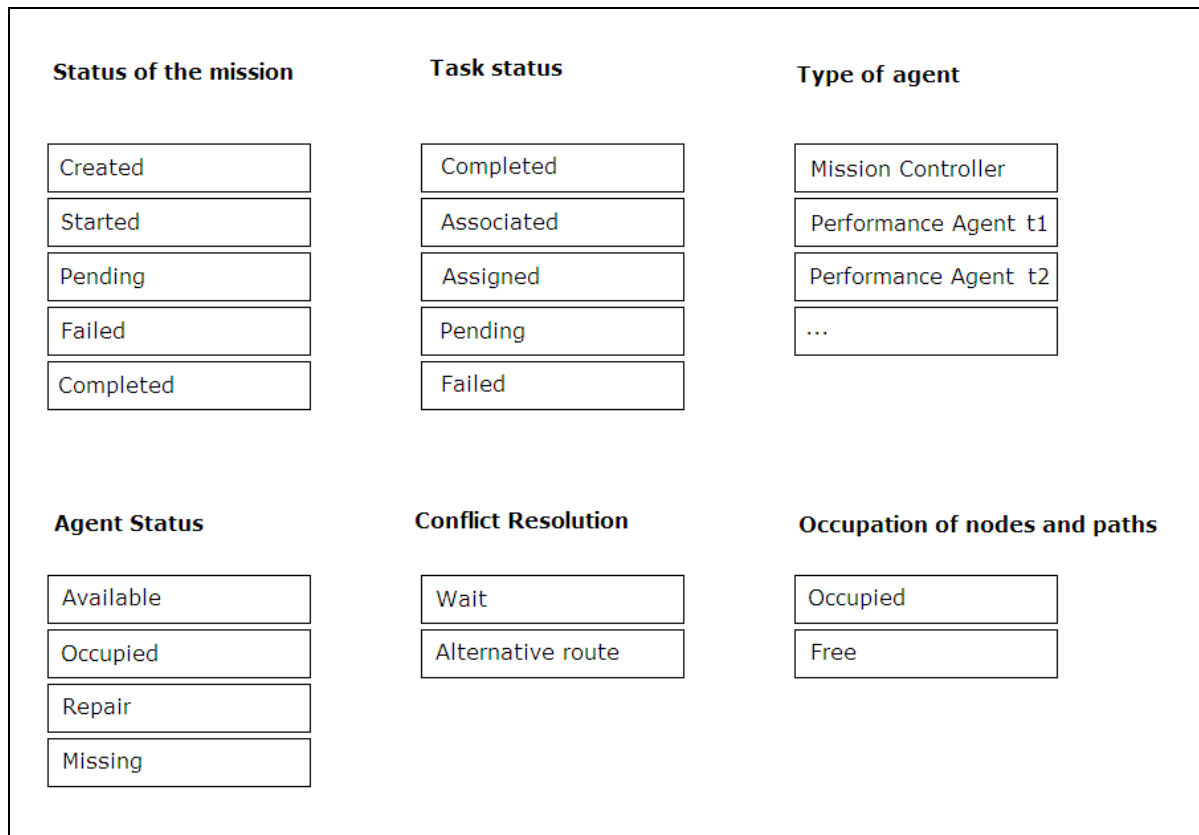 Status of the mission
Created
Started
Pending
Failed
Completed
Task status
Completed
Associated
Assigned
Pending
Failed
Type of agent
Mission Controller
Performance Agent t1
Performance Agent t2
...
Agent Status
Available
Occupied
Repair
Missing
Conflict Resolution
Wait
Alternative route
Occupation of nodes and paths
Occupied
Free